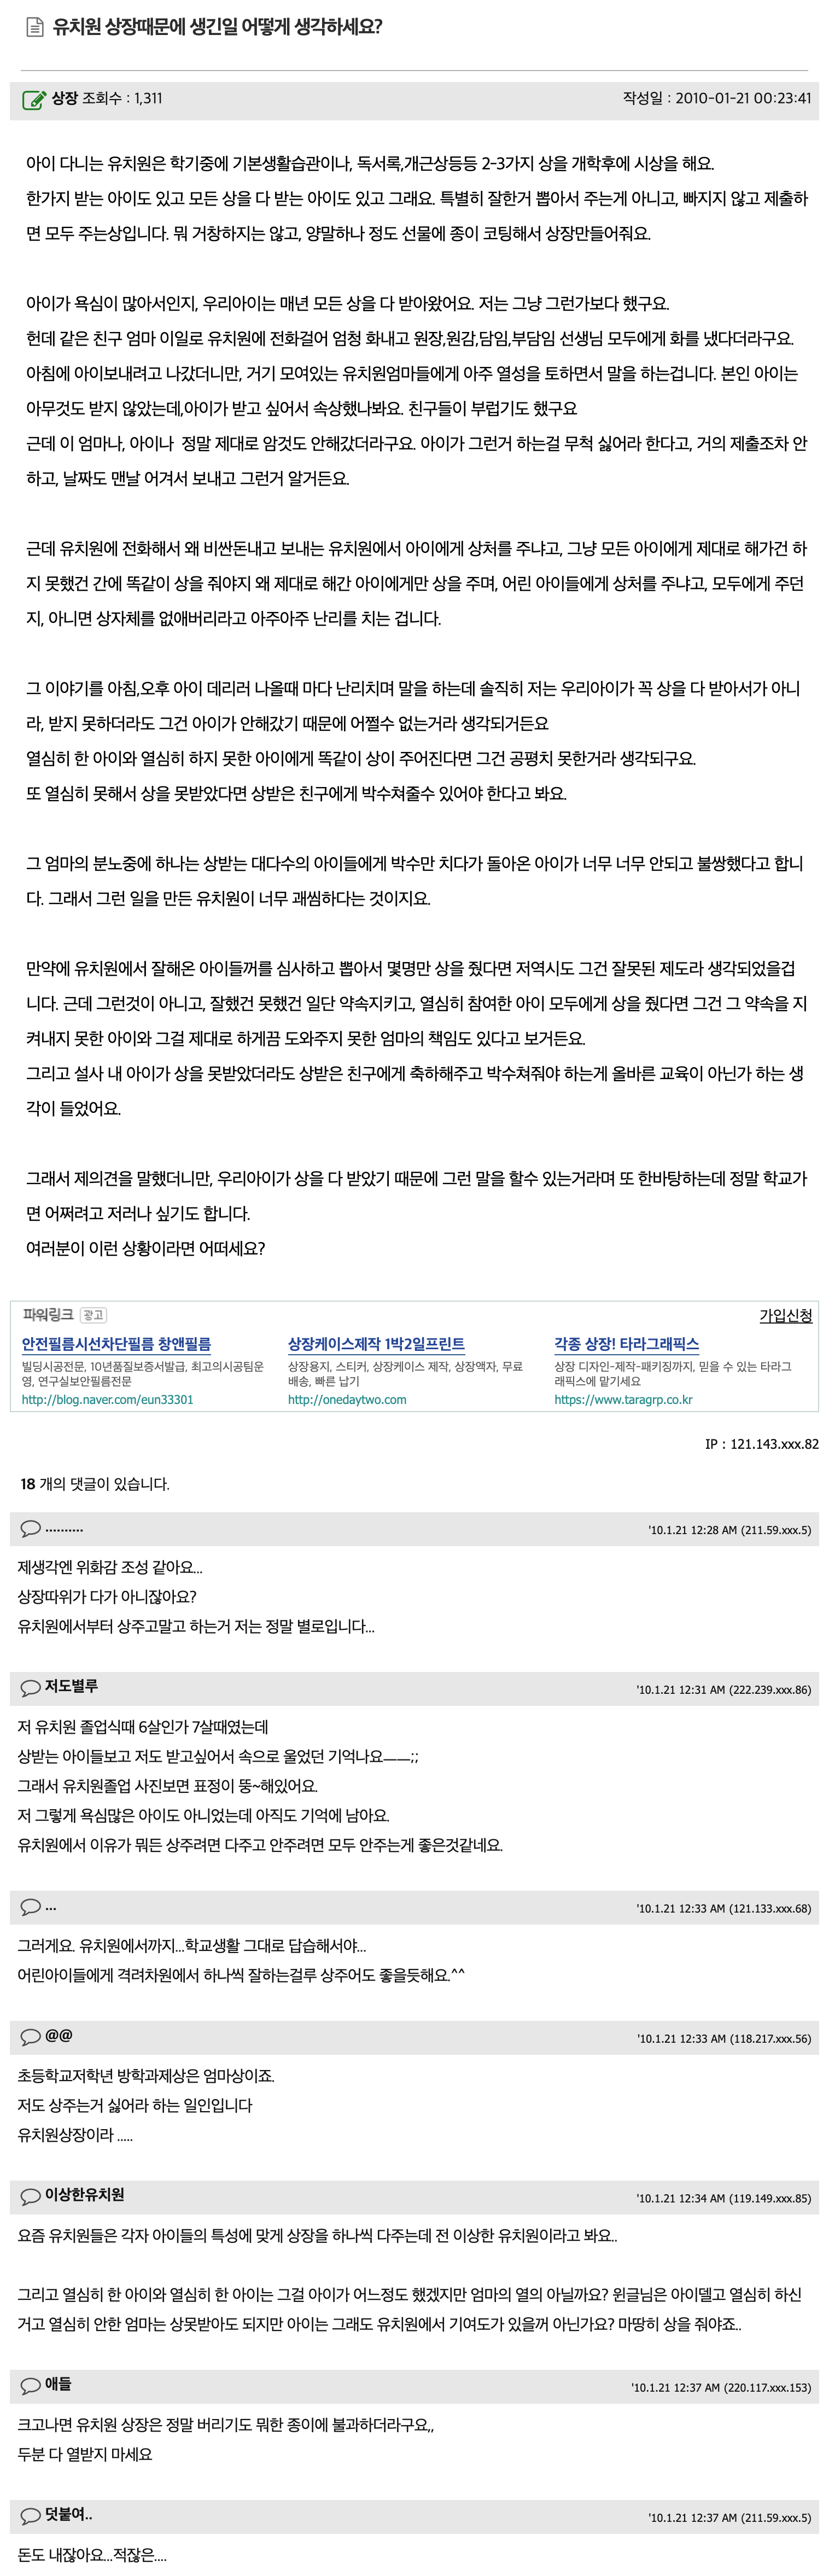 유치원 상장때문에 생긴일 어떻게 생각하세요?
상장 조회수 : 1,311
작성일 : 2010-01-21 00:23:41
아이 다니는 유치원은 학기중에 기본생활습관이나, 독서록,개근상등등 2-3가지 상을 개학후에 시상을 해요.
한가지 받는 아이도 있고 모든 상을 다 받는 아이도 있고 그래요. 특별히 잘한거 뽑아서 주는게 아니고, 빠지지 않고 제출하
면 모두 주는상입니다. 뭐 거창하지는 않고, 양말하나 정도 선물에 종이 코팅해서 상장만들어줘요.
아이가 욕심이 많아서인지, 우리아이는 매년 모든 상을 다 받아왔어요. 저는 그냥 그런가보다 했구요.
헌데 같은 친구 엄마 이일로 유치원에 전화걸어 엄청 화내고 원장,원감,담임,부담임 선생님 모두에게 화를 냈다더라구요.
아침에 아이보내려고 나갔더니만, 거기 모여있는 유치원엄마들에게 아주 열성을 토하면서 말을 하는겁니다. 본인 아이는
아무것도 받지 않았는데,아이가 받고 싶어서 속상했나봐요. 친구들이 부럽기도 했구요
근데 이 엄마나, 아이나  정말 제대로 암것도 안해갔더라구요. 아이가 그런거 하는걸 무척 싫어라 한다고, 거의 제출조차 안
하고, 날짜도 맨날 어겨서 보내고 그런거 알거든요.
근데 유치원에 전화해서 왜 비싼돈내고 보내는 유치원에서 아이에게 상처를 주냐고, 그냥 모든 아이에게 제대로 해가건 하
지 못했건 간에 똑같이 상을 줘야지 왜 제대로 해간 아이에게만 상을 주며, 어린 아이들에게 상처를 주냐고, 모두에게 주던
지, 아니면 상자체를 없애버리라고 아주아주 난리를 치는 겁니다.
그 이야기를 아침,오후 아이 데리러 나올때 마다 난리치며 말을 하는데 솔직히 저는 우리아이가 꼭 상을 다 받아서가 아니
라, 받지 못하더라도 그건 아이가 안해갔기 때문에 어쩔수 없는거라 생각되거든요
열심히 한 아이와 열심히 하지 못한 아이에게 똑같이 상이 주어진다면 그건 공평치 못한거라 생각되구요.
또 열심히 못해서 상을 못받았다면 상받은 친구에게 박수쳐줄수 있어야 한다고 봐요.
그 엄마의 분노중에 하나는 상받는 대다수의 아이들에게 박수만 치다가 돌아온 아이가 너무 너무 안되고 불쌍했다고 합니
다. 그래서 그런 일을 만든 유치원이 너무 괘씸하다는 것이지요.
만약에 유치원에서 잘해온 아이들꺼를 심사하고 뽑아서 몇명만 상을 줬다면 저역시도 그건 잘못된 제도라 생각되었을겁
니다. 근데 그런것이 아니고, 잘했건 못했건 일단 약속지키고, 열심히 참여한 아이 모두에게 상을 줬다면 그건 그 약속을 지
켜내지 못한 아이와 그걸 제대로 하게끔 도와주지 못한 엄마의 책임도 있다고 보거든요.
그리고 설사 내 아이가 상을 못받았더라도 상받은 친구에게 축하해주고 박수쳐줘야 하는게 올바른 교육이 아닌가 하는 생
각이 들었어요.
그래서 제의견을 말했더니만, 우리아이가 상을 다 받았기 때문에 그런 말을 할수 있는거라며 또 한바탕하는데 정말 학교가
면 어쩌려고 저러나 싶기도 합니다.
여러분이 이런 상황이라면 어떠세요?
파워링크 광고
가입신청
안전필름시선차단필름 창앤필름
빌딩시공전문, 10년품질보증서발급, 최고의시공팀운
영, 연구실보안필름전문
http://blog.naver.com/eun33301
상장케이스제작 1박2일프린트
상장용지, 스티커, 상장케이스 제작, 상장액자, 무료
배송, 빠른 납기
http://onedaytwo.com
각종 상장! 타라그래픽스
상장 디자인-제작-패키징까지, 믿을 수 있는 타라그
래픽스에 맡기세요
https://www.taragrp.co.kr
IP : 121.143.xxx.82
18 개의 댓글이 있습니다.
..........
'10.1.21 12:28 AM (211.59.xxx.5)
제생각엔 위화감 조성 같아요...
상장따위가 다가 아니잖아요?
유치원에서부터 상주고말고 하는거 저는 정말 별로입니다...
저도별루
'10.1.21 12:31 AM (222.239.xxx.86)
저 유치원 졸업식때 6살인가 7살때였는데
상받는 아이들보고 저도 받고싶어서 속으로 울었던 기억나요ㅡㅡ;;
그래서 유치원졸업 사진보면 표정이 뚱~해있어요.
저 그렇게 욕심많은 아이도 아니었는데 아직도 기억에 남아요.
유치원에서 이유가 뭐든 상주려면 다주고 안주려면 모두 안주는게 좋은것같네요.
...
'10.1.21 12:33 AM (121.133.xxx.68)
그러게요. 유치원에서까지...학교생활 그대로 답습해서야...
어린아이들에게 격려차원에서 하나씩 잘하는걸루 상주어도 좋을듯해요.^^
@@
'10.1.21 12:33 AM (118.217.xxx.56)
초등학교저학년 방학과제상은 엄마상이죠.
저도 상주는거 싫어라 하는 일인입니다
유치원상장이라 .....
이상한유치원
'10.1.21 12:34 AM (119.149.xxx.85)
요즘 유치원들은 각자 아이들의 특성에 맞게 상장을 하나씩 다주는데 전 이상한 유치원이라고 봐요..
그리고 열심히 한 아이와 열심히 한 아이는 그걸 아이가 어느정도 했겠지만 엄마의 열의 아닐까요? 윈글님은 아이델고 열심히 하신
거고 열심히 안한 엄마는 상못받아도 되지만 아이는 그래도 유치원에서 기여도가 있을꺼 아닌가요? 마땅히 상을 줘야죠..
애들
'10.1.21 12:37 AM (220.117.xxx.153)
크고나면 유치원 상장은 정말 버리기도 뭐한 종이에 불과하더라구요,,
두분 다 열받지 마세요
덧붙여..
'10.1.21 12:37 AM (211.59.xxx.5)
돈도 내잖아요...적잖은....